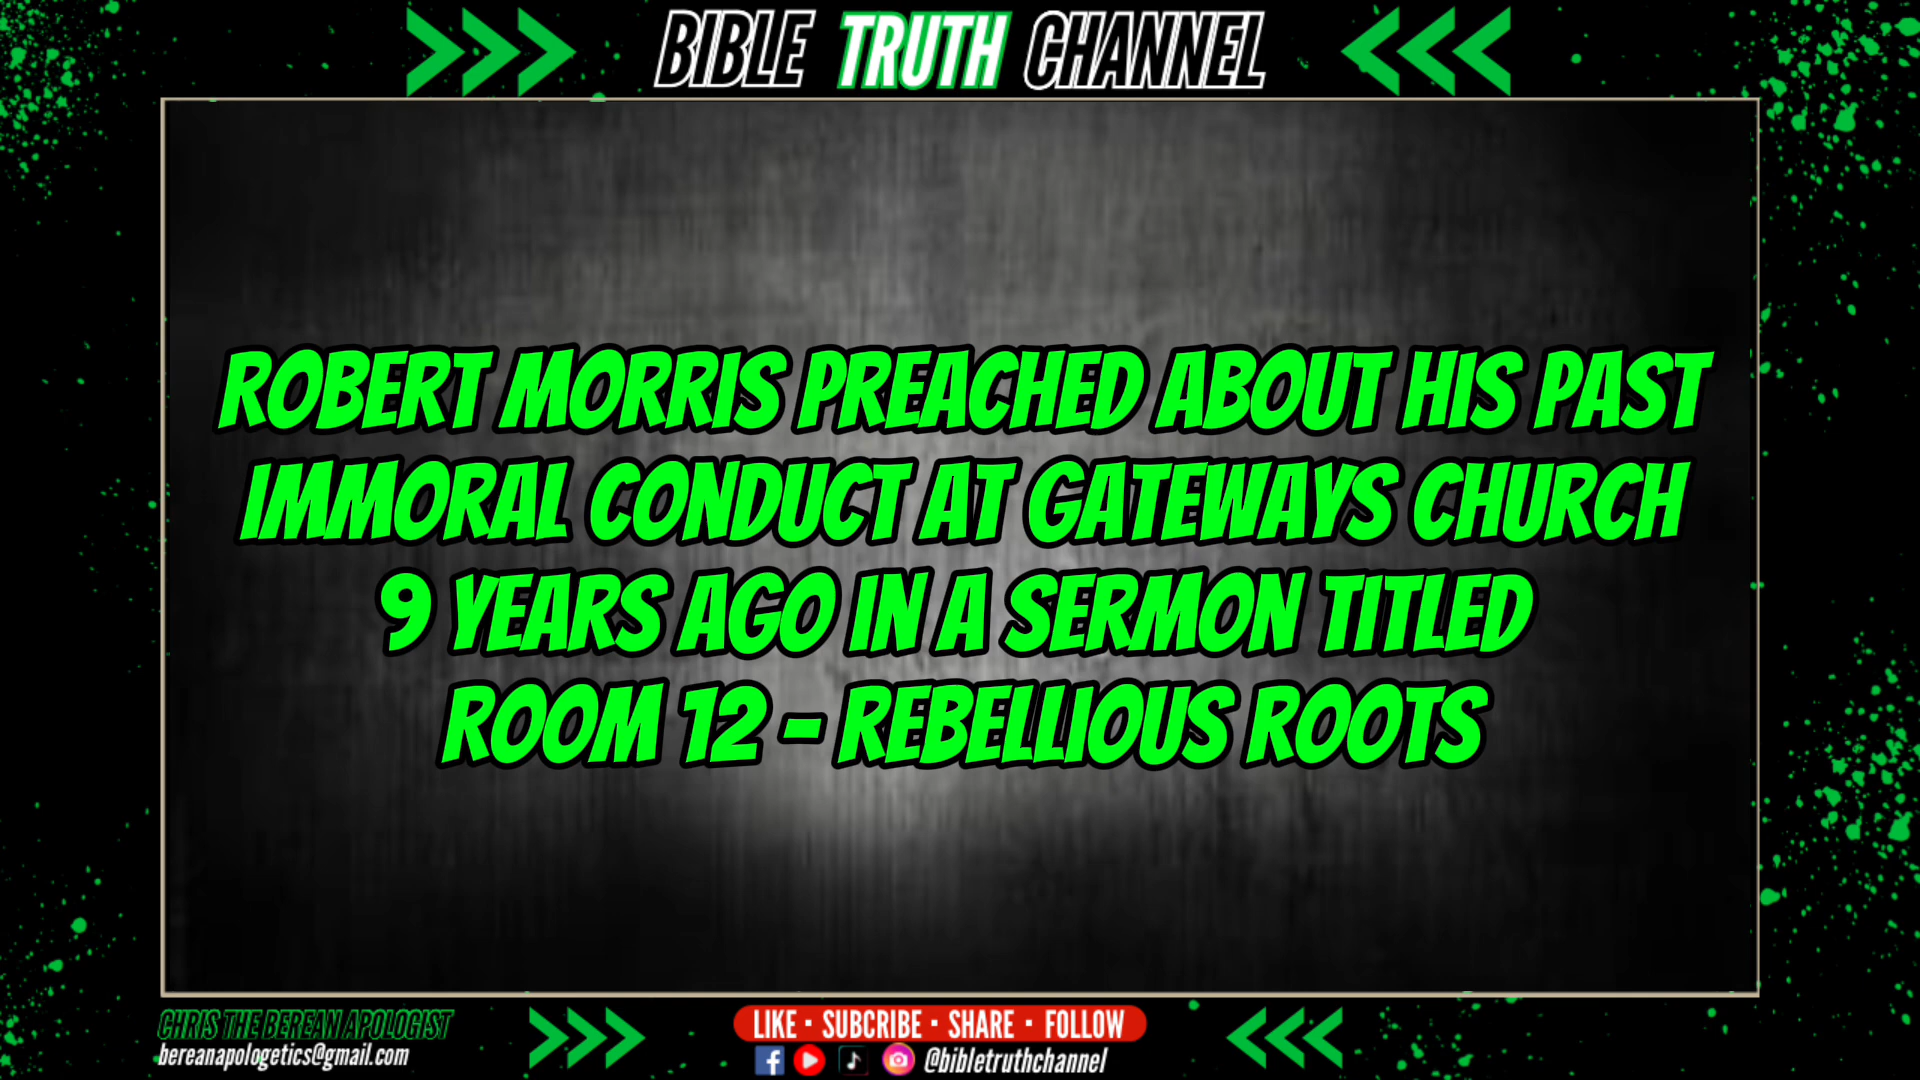 BIBLE TRUTH CHANNEL
ROBERT MORRIS PREACHED ABOUT HIS PAST
IMMORAL CONDUCT AT GATEWAYS CHURCH
9 YEARS AGO IN A SERMON TITLED
ROOM 12 - REBELLIOUS ROOTS
CHRIS THE BEREAN APOLOGIST
bereanapologetics@gmail.com
LIKE · SUBCRIBE · SHARE · FOLLOW
@bibletruthchannel